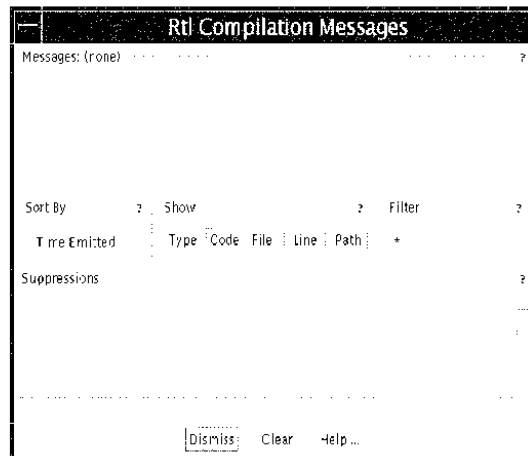 Rtl Compilation Messages
Messages: (none) ?
Sort By ? Show ? Filter ?
Time Emitted Type Code File Line Path *
Suppressions ?
Dismiss Clear Help...